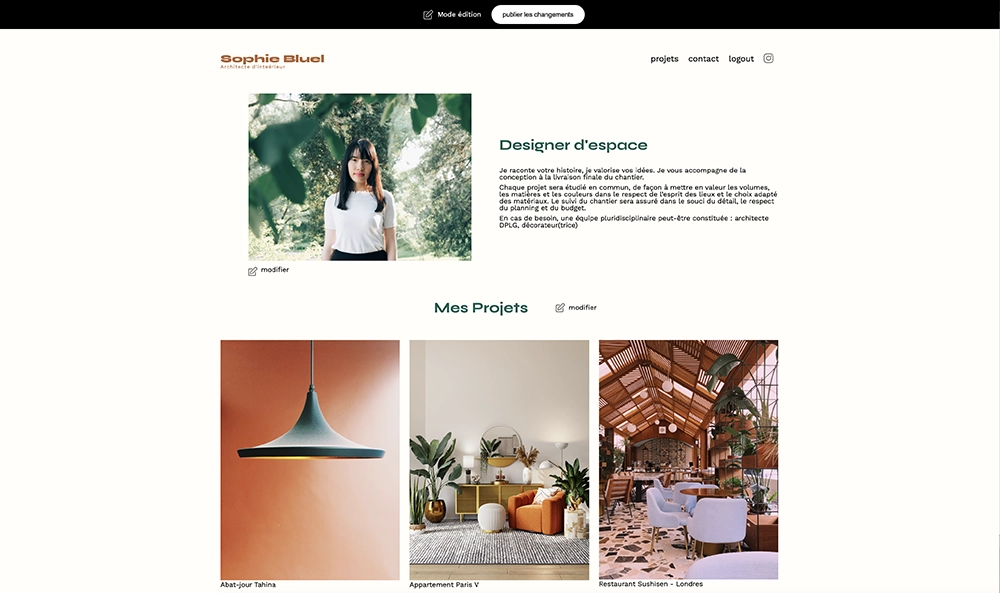 Mode édition
publier les changements
Sophie Bluel
Architecte d'intérieur
projets
contact
logout
Designer d'espace
Je raconte votre histoire, je valorise vos idées. Je vous accompagne de la
conception à la livraison finale du chantier.
Chaque projet sera étudié en commun, de façon à mettre en valeur les volumes,
les matières et les couleurs dans le respect de l'esprit des lieux et le choix adapté
des matériaux. Le suivi du chantier sera assuré dans le souci du détail, le respect
du planning et du budget.
En cas de besoin, une équipe pluridisciplinaire peut-être constituée : architecte
DPLG, décorateur(trice)
modifier
Mes Projets
modifier
Abat-jour Tahina
Appartement Paris V
Restaurant Sushisen - Londres